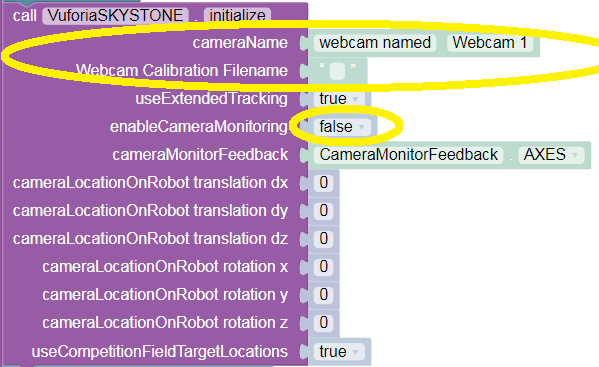 call VuforiaSKYSTONE . initialize
cameraName webcam named Webcam 1
Webcam Calibration Filename “ ”
useExtendedTracking true
enableCameraMonitoring false
cameraMonitorFeedback CameraMonitorFeedback . AXES
cameraLocationOnRobot translation dx 0
cameraLocationOnRobot translation dy 0
cameraLocationOnRobot translation dz 0
cameraLocationOnRobot rotation x 0
cameraLocationOnRobot rotation y 0
cameraLocationOnRobot rotation z 0
useCompetitionFieldTargetLocations true